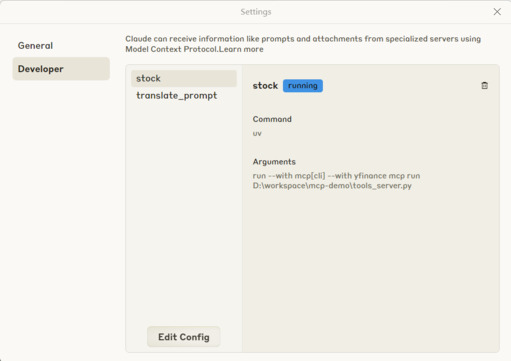 Settings
General
Developer
Claude can receive information like prompts and attachments from specialized servers using
Model Context Protocol.Learn more
stock
translate_prompt
Edit Config
stock running
Command
uv
Arguments
run --with mcp[cli] --with yfinance mcp run
D:\workspace\mcp-demo\tools_server.py